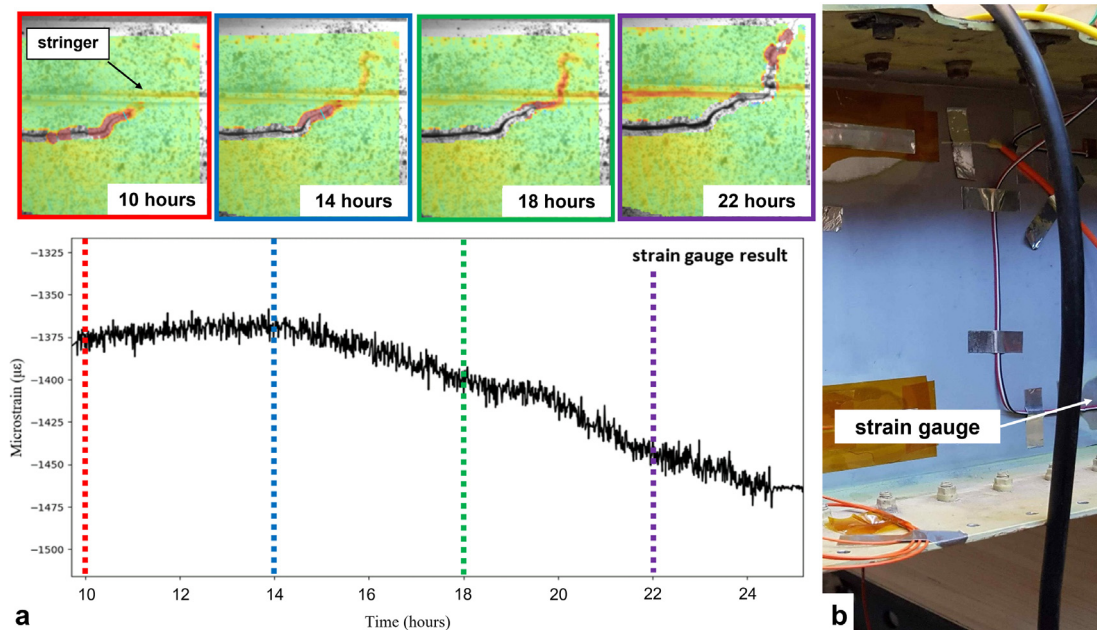 stringer
10 hours
14 hours
18 hours
22 hours
strain gauge result
−1325
−1350
−1375
−1400
−1425
−1450
−1475
−1500
Microstrain (με)
10
12
14
16
18
20
22
24
Time (hours)
a
strain gauge
b